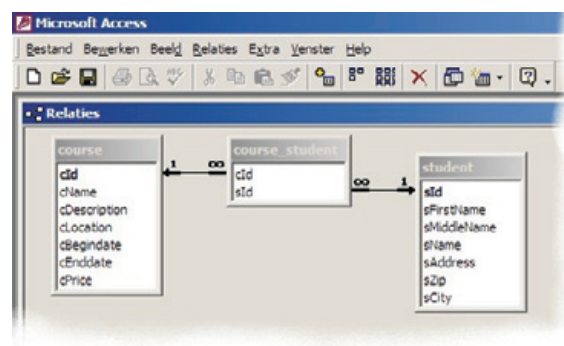 Microsoft Access
Bestand Bewerken Beeld Relaties Extra Venster Help
Relaties
course
cId
cName
cDescription
cLocation
cBegindate
cEnddate
cPrice
1 ∞
course_student
cId
sId
∞ 1
student
sId
sFirstName
sMiddleName
sName
sAddress
sZip
sCity